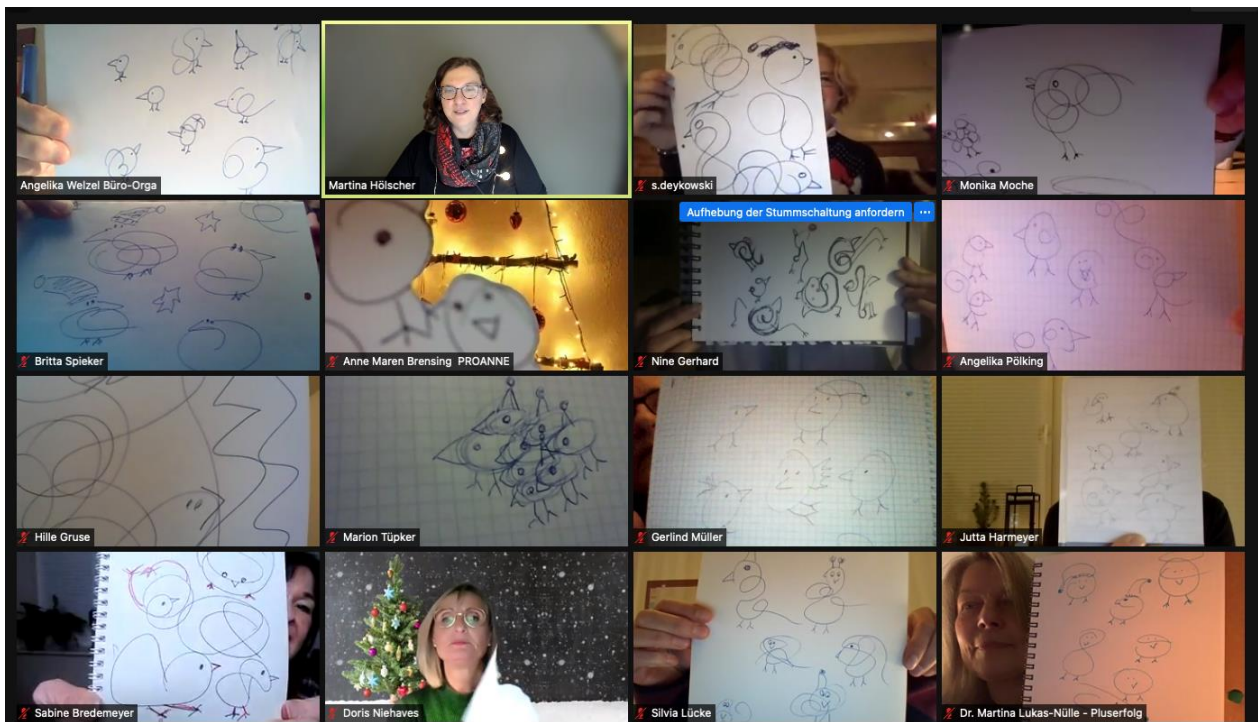 Angelika Welzel Büro-Orga
Martina Hölscher
s.deykowski
Monika Moche
Aufhebung der Stummschaltung anfordern ...
Britta Spieker
Anne Maren Brensing PROANNE
Nine Gerhard
Angelika Pölking
Hille Gruse
Marion Tüpker
Gerlind Müller
Jutta Harmeyer
Sabine Bredemeyer
Doris Niehaves
Silvia Lücke
Dr. Martina Lukas-Nülle - Pluserfolg